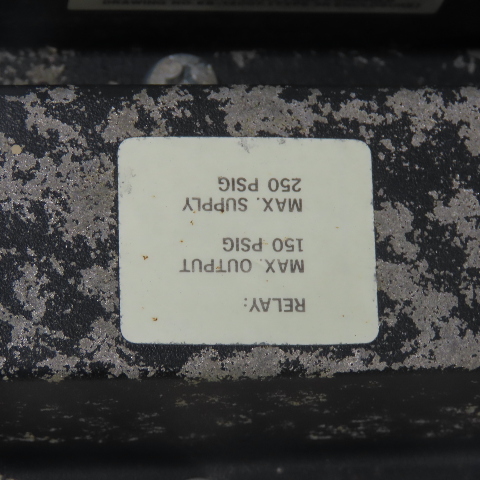 RELAY:
MAX. OUTPUT
150 PSIG
MAX. SUPPLY
250 PSIG